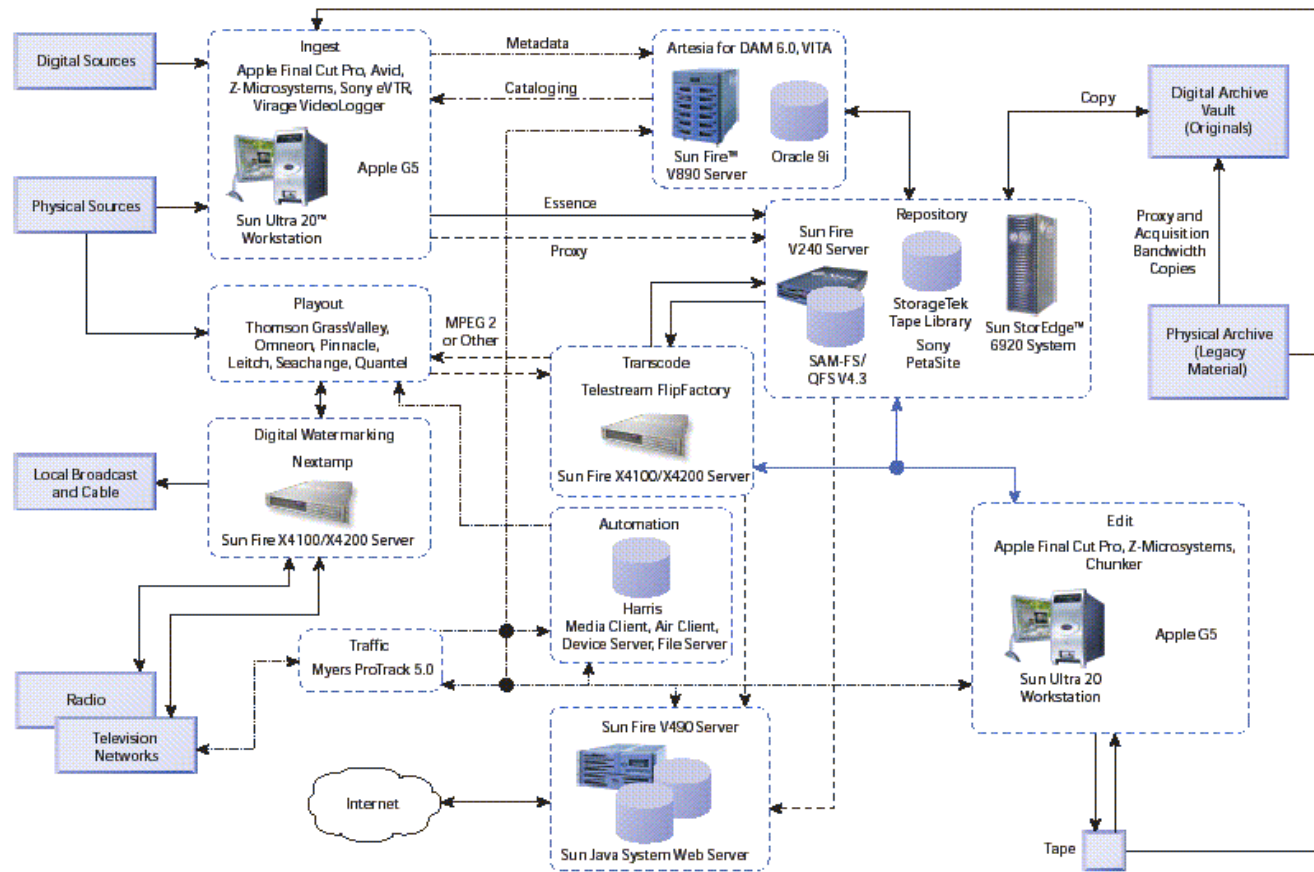 Digital Sources
Physical Sources
Ingest
Apple Final Cut Pro, Avid,
Z-Microsystems, Sony eVTR,
Virage VideoLogger
Apple G5
Sun Ultra 20™
Workstation
Metadata
Cataloging
Essence
Proxy
Artesia for DAM 6.0, VITA
Sun Fire™
V890 Server
Oracle 9i
Copy
Digital Archive
Vault
(Originals)
Proxy and
Acquisition
Bandwidth
Copies
Physical Archive
(Legacy
Material)
Repository
Sun Fire
V240 Server
StorageTek
Tape Library
Sony
PetaSite
Sun StorEdge™
6920 System
SAM-FS/
QFS V4.3
Playout
Thomson GrassValley,
Omneon, Pinnacle,
Leitch, Seachange, Quantel
MPEG 2
or Other
Transcode
Telestream FlipFactory
Sun Fire X4100/X4200 Server
Digital Watermarking
Nextamp
Sun Fire X4100/X4200 Server
Local Broadcast
and Cable
Automation
Harris
Media Client, Air Client,
Device Server, File Server
Edit
Apple Final Cut Pro, Z-Microsystems,
Chunker
Apple G5
Sun Ultra 20
Workstation
Traffic
Myers ProTrack 5.0
Radio
Television
Networks
Sun Fire V490 Server
Sun Java System Web Server
Internet
Tape